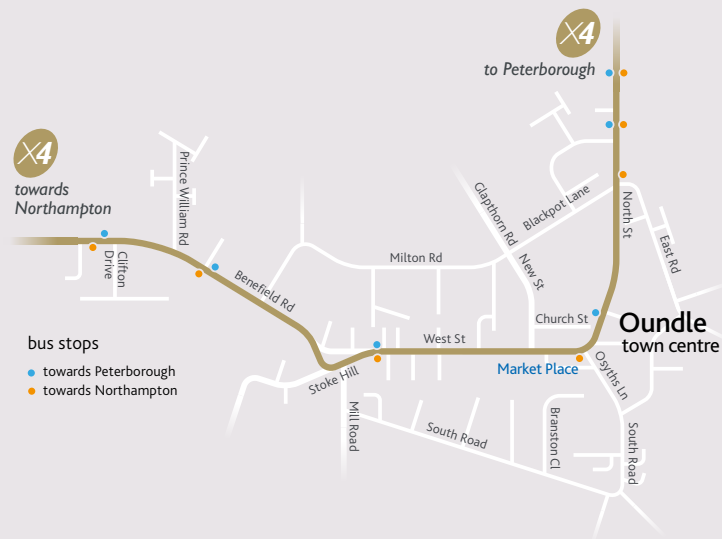 X4
to Peterborough
X4
towards
Northampton
Prince William Rd
Clifton
Drive
Benefield Rd
Milton Rd
Glapthorn Rd
Blackpot Lane
New St
North St
East Rd
Church St
Oundle
town centre
West St
Market Place
Osyths Ln
Stoke Hill
Mill Road
South Road
Branston Cl
South Road
bus stops
towards Peterborough
towards Northampton